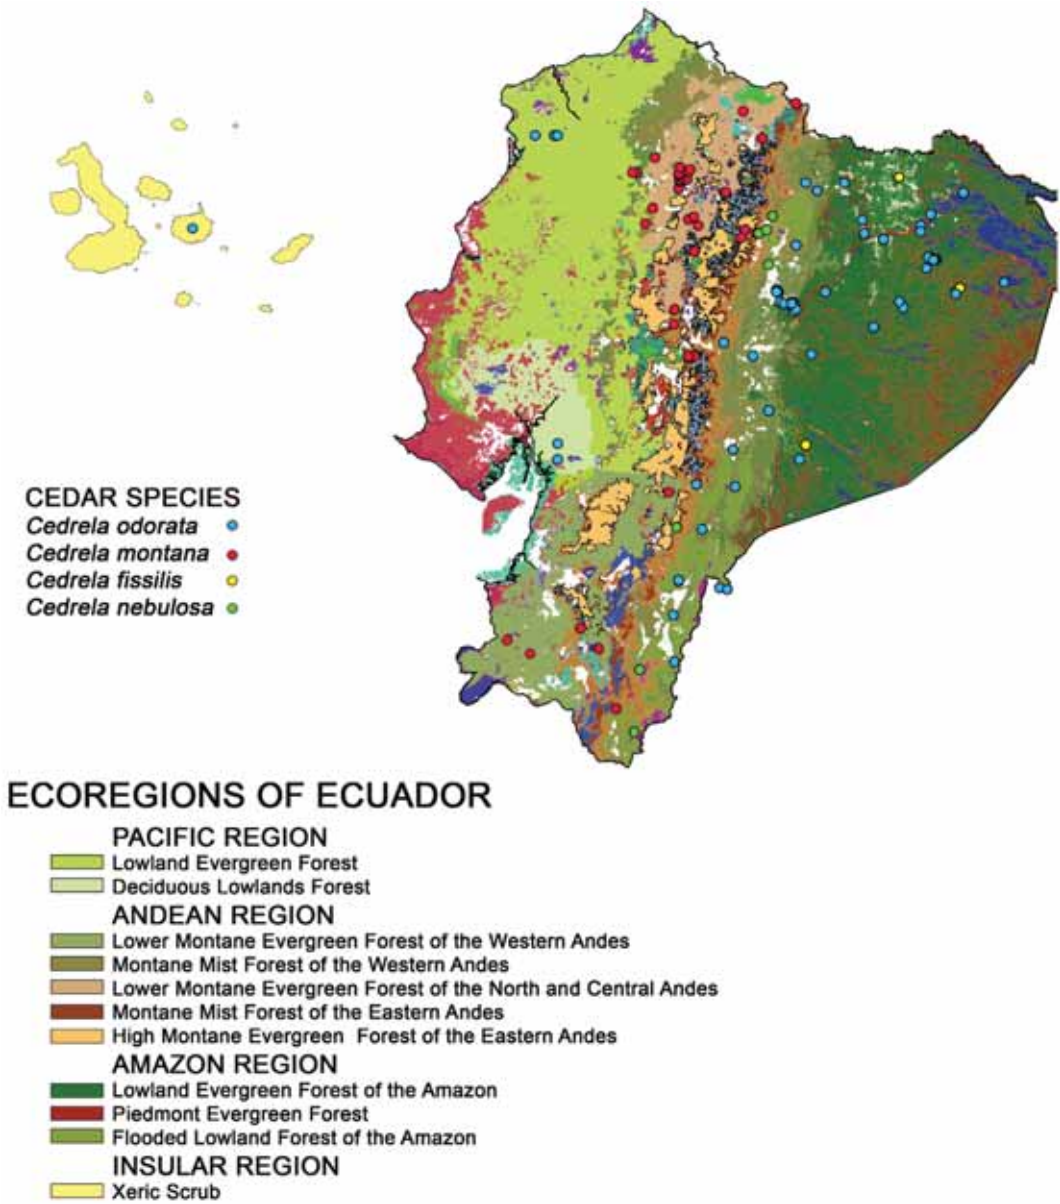 CEDAR SPECIES
Cedrela odorata
Cedrela montana
Cedrela fissilis
Cedrela nebulosa
ECOREGIONS OF ECUADOR
PACIFIC REGION
Lowland Evergreen Forest
Deciduous Lowlands Forest
ANDEAN REGION
Lower Montane Evergreen Forest of the Western Andes
Montane Mist Forest of the Western Andes
Lower Montane Evergreen Forest of the North and Central Andes
Montane Mist Forest of the Eastern Andes
High Montane Evergreen Forest of the Eastern Andes
AMAZON REGION
Lowland Evergreen Forest of the Amazon
Piedmont Evergreen Forest
Flooded Lowland Forest of the Amazon
INSULAR REGION
Xeric Scrub